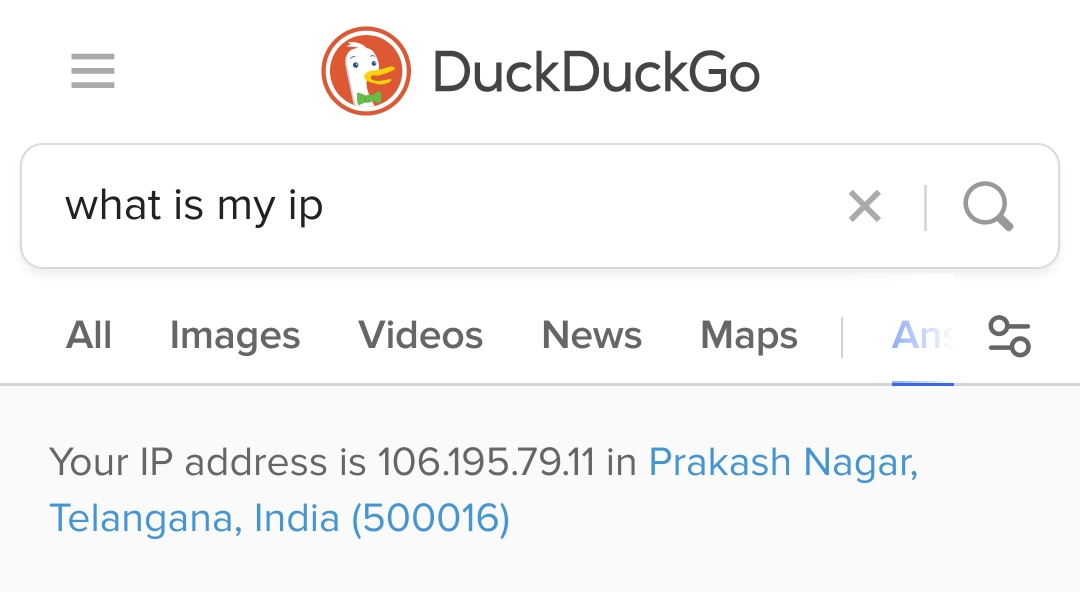 DuckDuckGo
what is my ip
All Images Videos News Maps
Your IP address is 106.195.79.11 in Prakash Nagar,
Telangana, India (500016)